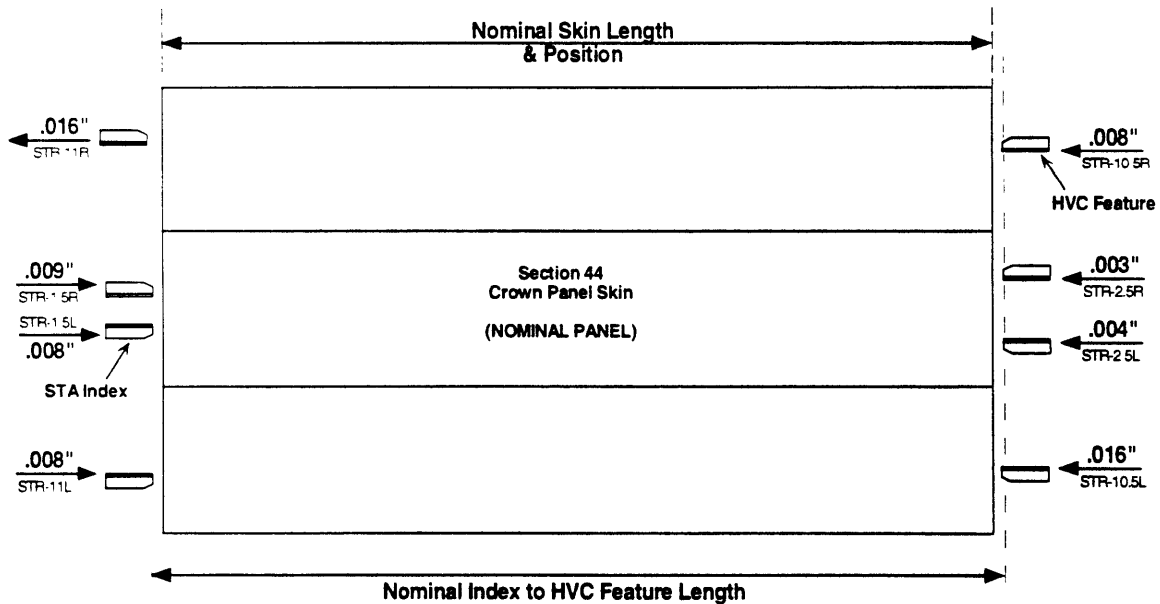 Nominal Skin Length
& Position
.016"
STR-11R
.008"
STR-10.5R
HVC Feature
.009"
STR-1.5R
STR-1.5L
.008"
STA Index
Section 44
Crown Panel Skin
(NOMINAL PANEL)
.003"
STR-2.5R
.004"
STR-2.5L
.008"
STR-11L
.016"
STR-10.5L
Nominal Index to HVC Feature Length